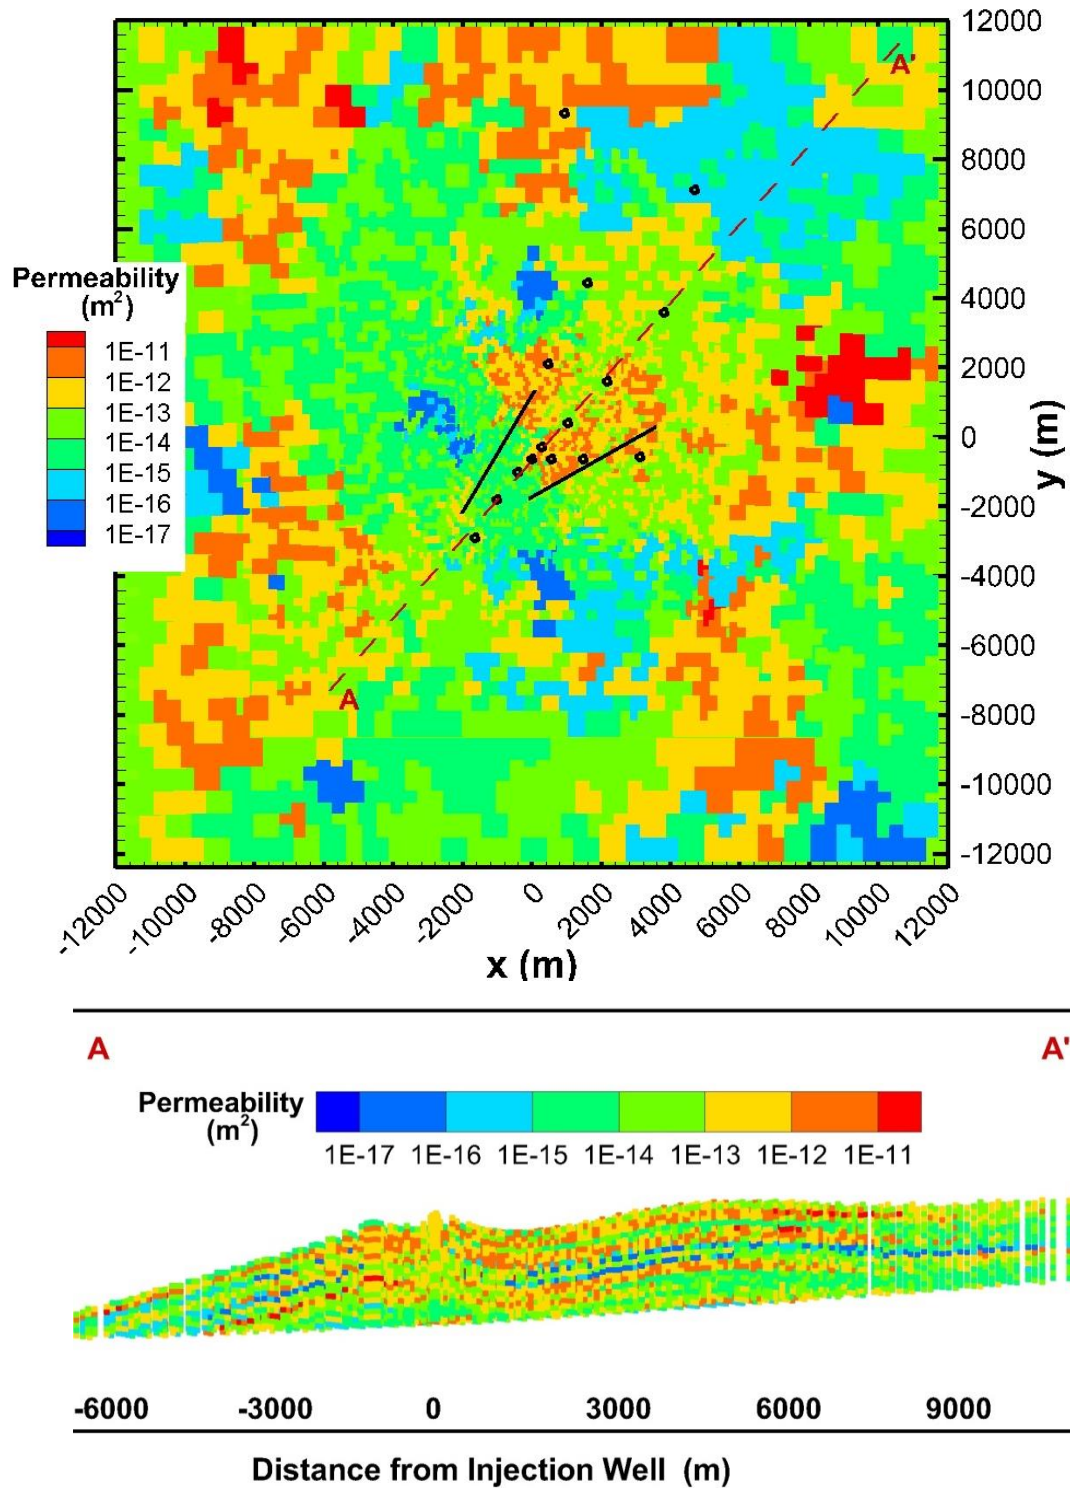 12000
A'
10000
8000
6000
Permeability
(m²)
4000
1E-11
2000
1E-12
1E-13
0
y (m)
1E-14
1E-15
-2000
1E-16
1E-17
-4000
-6000
A
-8000
-10000
-12000
-12000 -10000 -8000 -6000 -4000 -2000 0 2000 4000 6000 8000 10000 12000
x (m)
A A'
Permeability
(m²)
1E-17 1E-16 1E-15 1E-14 1E-13 1E-12 1E-11
-6000 -3000 0 3000 6000 9000
Distance from Injection Well (m)